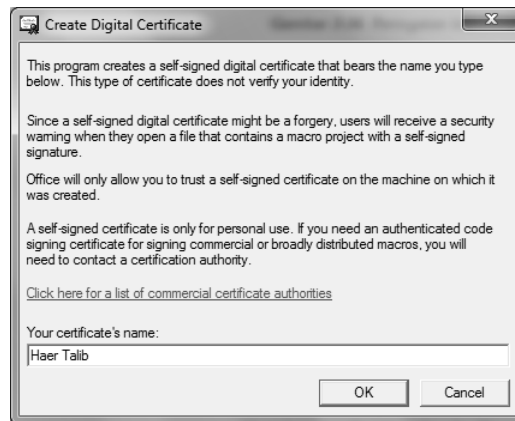 Create Digital Certificate
x
This program creates a self-signed digital certificate that bears the name you type
below. This type of certificate does not verify your identity.
Since a self-signed digital certificate might be a forgery, users will receive a security
warning when they open a file that contains a macro project with a self-signed
signature.
Office will only allow you to trust a self-signed certificate on the machine on which it
was created.
A self-signed certificate is only for personal use. If you need an authenticated code
signing certificate for signing commercial or broadly distributed macros, you will
need to contact a certification authority.
Click here for a list of commercial certificate authorities
Your certificate's name:
Haer Talib
OK Cancel